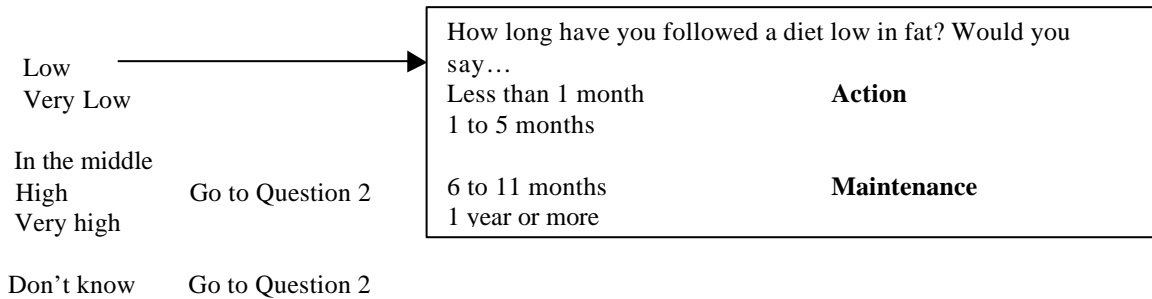 Low
Very Low
In the middle
High Go to Question 2
Very high
Don’t know Go to Question 2
How long have you followed a diet low in fat? Would you
say…
Less than 1 month Action
1 to 5 months
6 to 11 months Maintenance
1 year or more